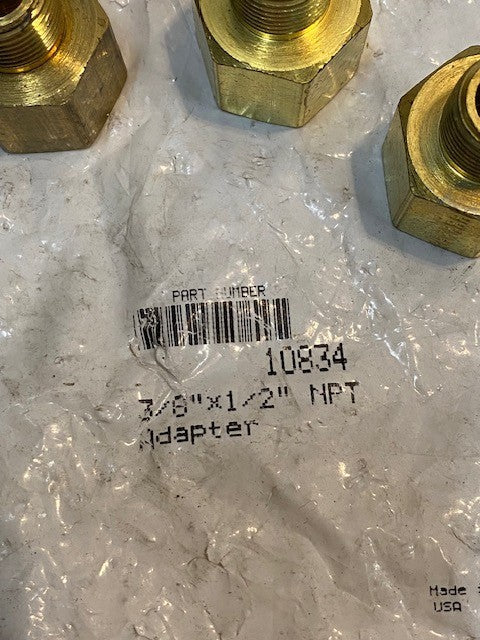 PART NUMBER
10834
3/8"x1/2" NPT
Adapter
Made
USA